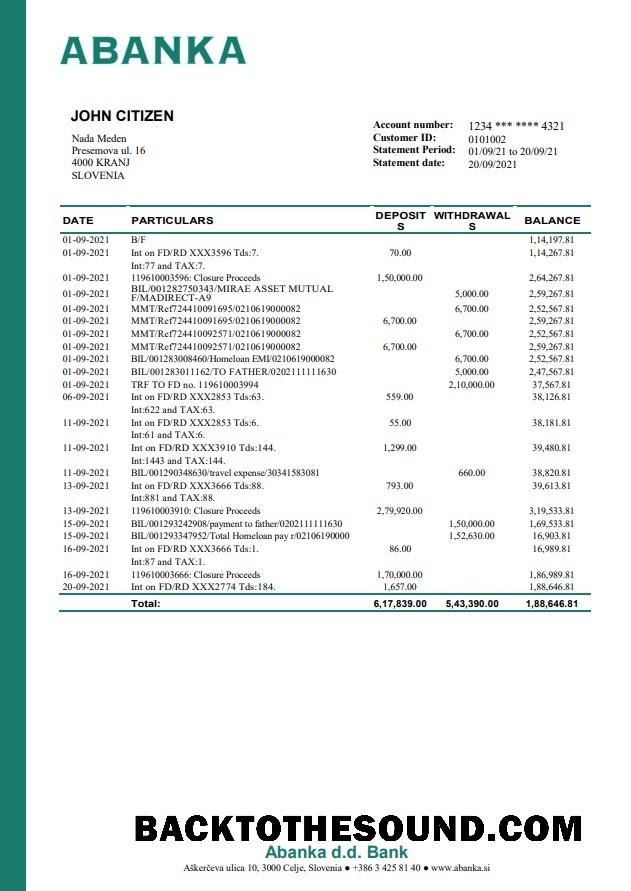 ABANKA
JOHN CITIZEN
Nada Meden
Presemova ul. 16
4000 KRANJ
SLOVENIA
Account number: 1234 *** **** 4321
Customer ID: 0101002
Statement Period: 01/09/21 to 20/09/21
Statement date: 20/09/2021
DATE PARTICULARS DEPOSIT S WITHDRAWAL S BALANCE
01-09-2021 B/F 1,14,197.81
01-09-2021 Int on FD/RD XXX3596 Tds:7. 70.00 1,14,267.81
Int:77 and TAX:7.
01-09-2021 119610003596: Closure Proceeds 1,50,000.00 2,64,267.81
01-09-2021 BIL/001282750343/MIRAE ASSET MUTUAL 5,000.00 2,59,267.81
F/MADIRECT-A9
01-09-2021 MMT/Ref724410091695/0210619000082 6,700.00 2,52,567.81
01-09-2021 MMT/Ref724410091695/0210619000082 6,700.00 2,59,267.81
01-09-2021 MMT/Ref724410092571/0210619000082 6,700.00 2,52,567.81
01-09-2021 MMT/Ref724410092571/0210619000082 6,700.00 2,59,267.81
01-09-2021 BIL/001283008460/Homeloan EMI/0210619000082 6,700.00 2,52,567.81
01-09-2021 BIL/001283011162/TO FATHER/0202111111630 5,000.00 2,47,567.81
01-09-2021 TRF TO FD no. 119610003994 2,10,000.00 37,567.81
06-09-2021 Int on FD/RD XXX2853 Tds:63. 559.00 38,126.81
Int:622 and TAX:63.
11-09-2021 Int on FD/RD XXX2853 Tds:6. 55.00 38,181.81
Int:61 and TAX:6.
11-09-2021 Int on FD/RD XXX3910 Tds:144. 1,299.00 39,480.81
Int:1443 and TAX:144.
11-09-2021 BIL/001290348630/travel expense/30341583081 660.00 38,820.81
13-09-2021 Int on FD/RD XXX3666 Tds:88. 793.00 39,613.81
Int:881 and TAX:88.
13-09-2021 119610003910: Closure Proceeds 2,79,920.00 3,19,533.81
15-09-2021 BIL/001293242908/payment to father/0202111111630 1,50,000.00 1,69,533.81
15-09-2021 BIL/001293347952/Total Homeloan pay r/02106190000 1,52,630.00 16,903.81
16-09-2021 Int on FD/RD XXX3666 Tds:1. 86.00 16,989.81
Int:87 and TAX:1.
16-09-2021 119610003666: Closure Proceeds 1,70,000.00 1,86,989.81
20-09-2021 Int on FD/RD XXX2774 Tds:184. 1,657.00 1,88,646.81
Total: 6,17,839.00 5,43,390.00 1,88,646.81
BACKTOTHESOUND.COM
Abanka d.d. Bank
Aškerčeva ulica 10, 3000 Celje, Slovenia ● +386 3 425 81 40 ● www.abanka.si